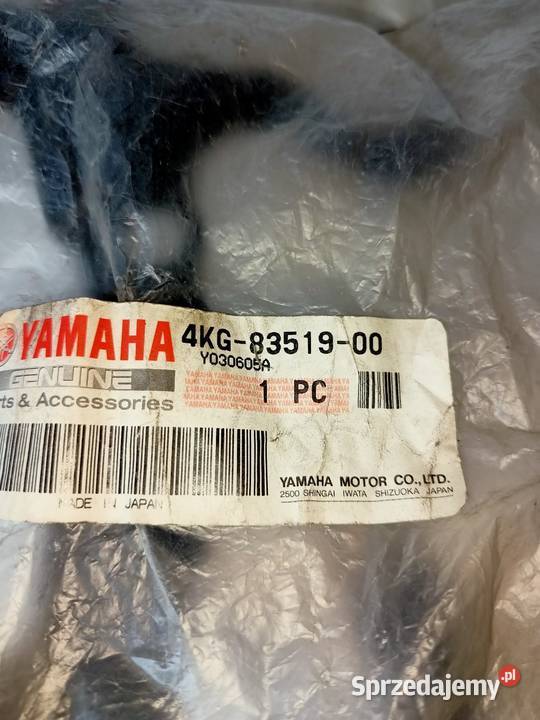 YAMAHA
4KG-83519-00
Y030605A
GENUINE
rts & Accessories
1 PC
YAMAHA MOTOR CO.,LTD.
2500 SHINGAI IWATA SHIZUOKA JAPAN
MADE IN JAPAN
Sprzedajemy.pl